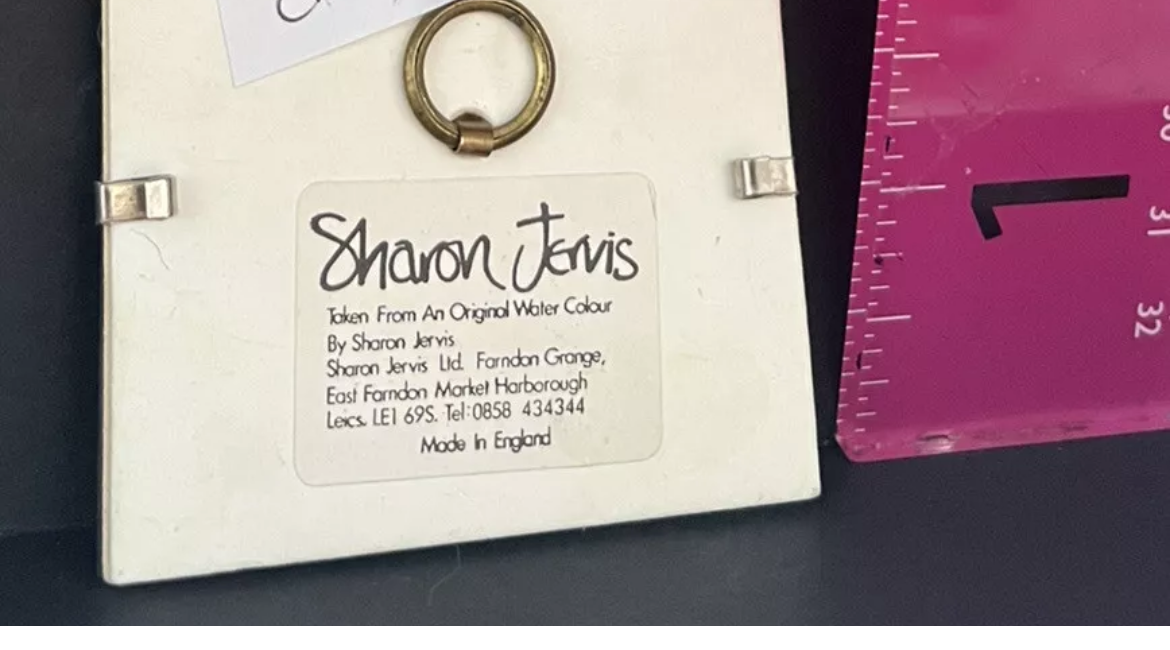 Sharon Jervis
Taken From An Original Water Colour
By Sharon Jervis
Sharon Jervis Ltd. Farndon Grange,
East Farndon Market Harborough
Leics. LE1 69S. Tel:0858 434344
Made In England
1
31
32